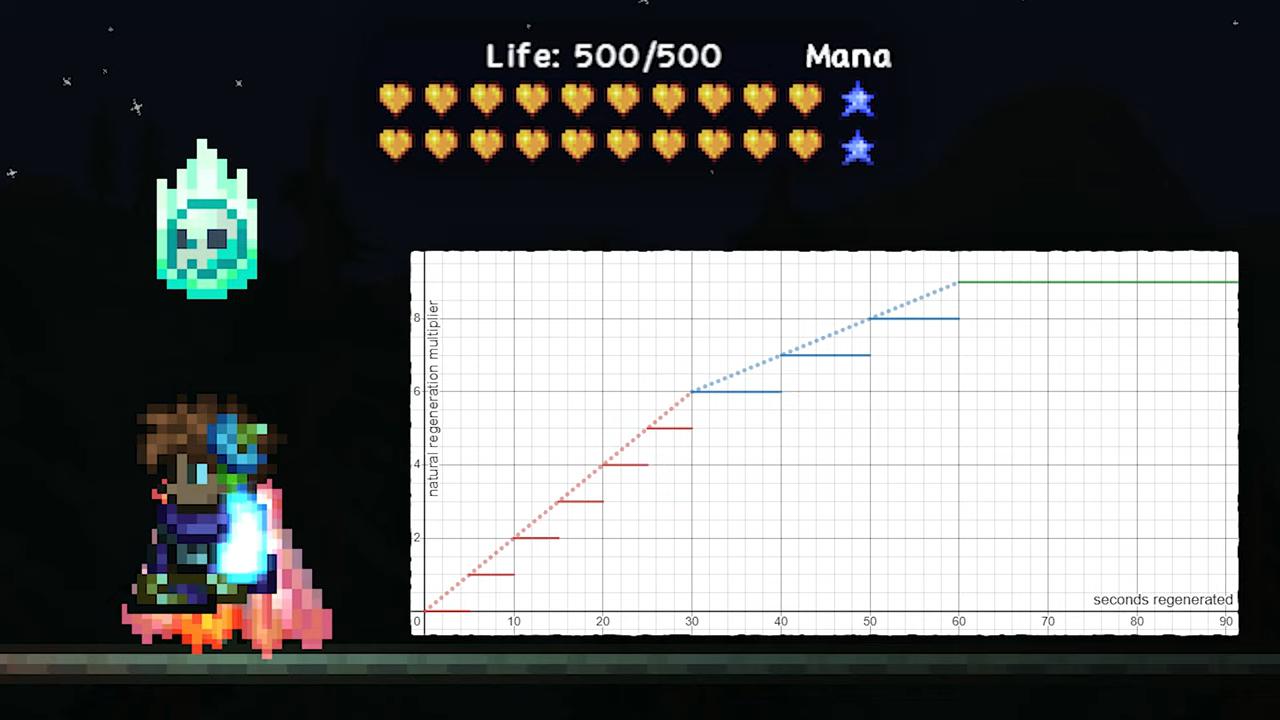 Life: 500/500 Mana
natural regeneration multiplier
8
6
4
2
0 10 20 30 40 50 60 70 80 90
seconds regenerated